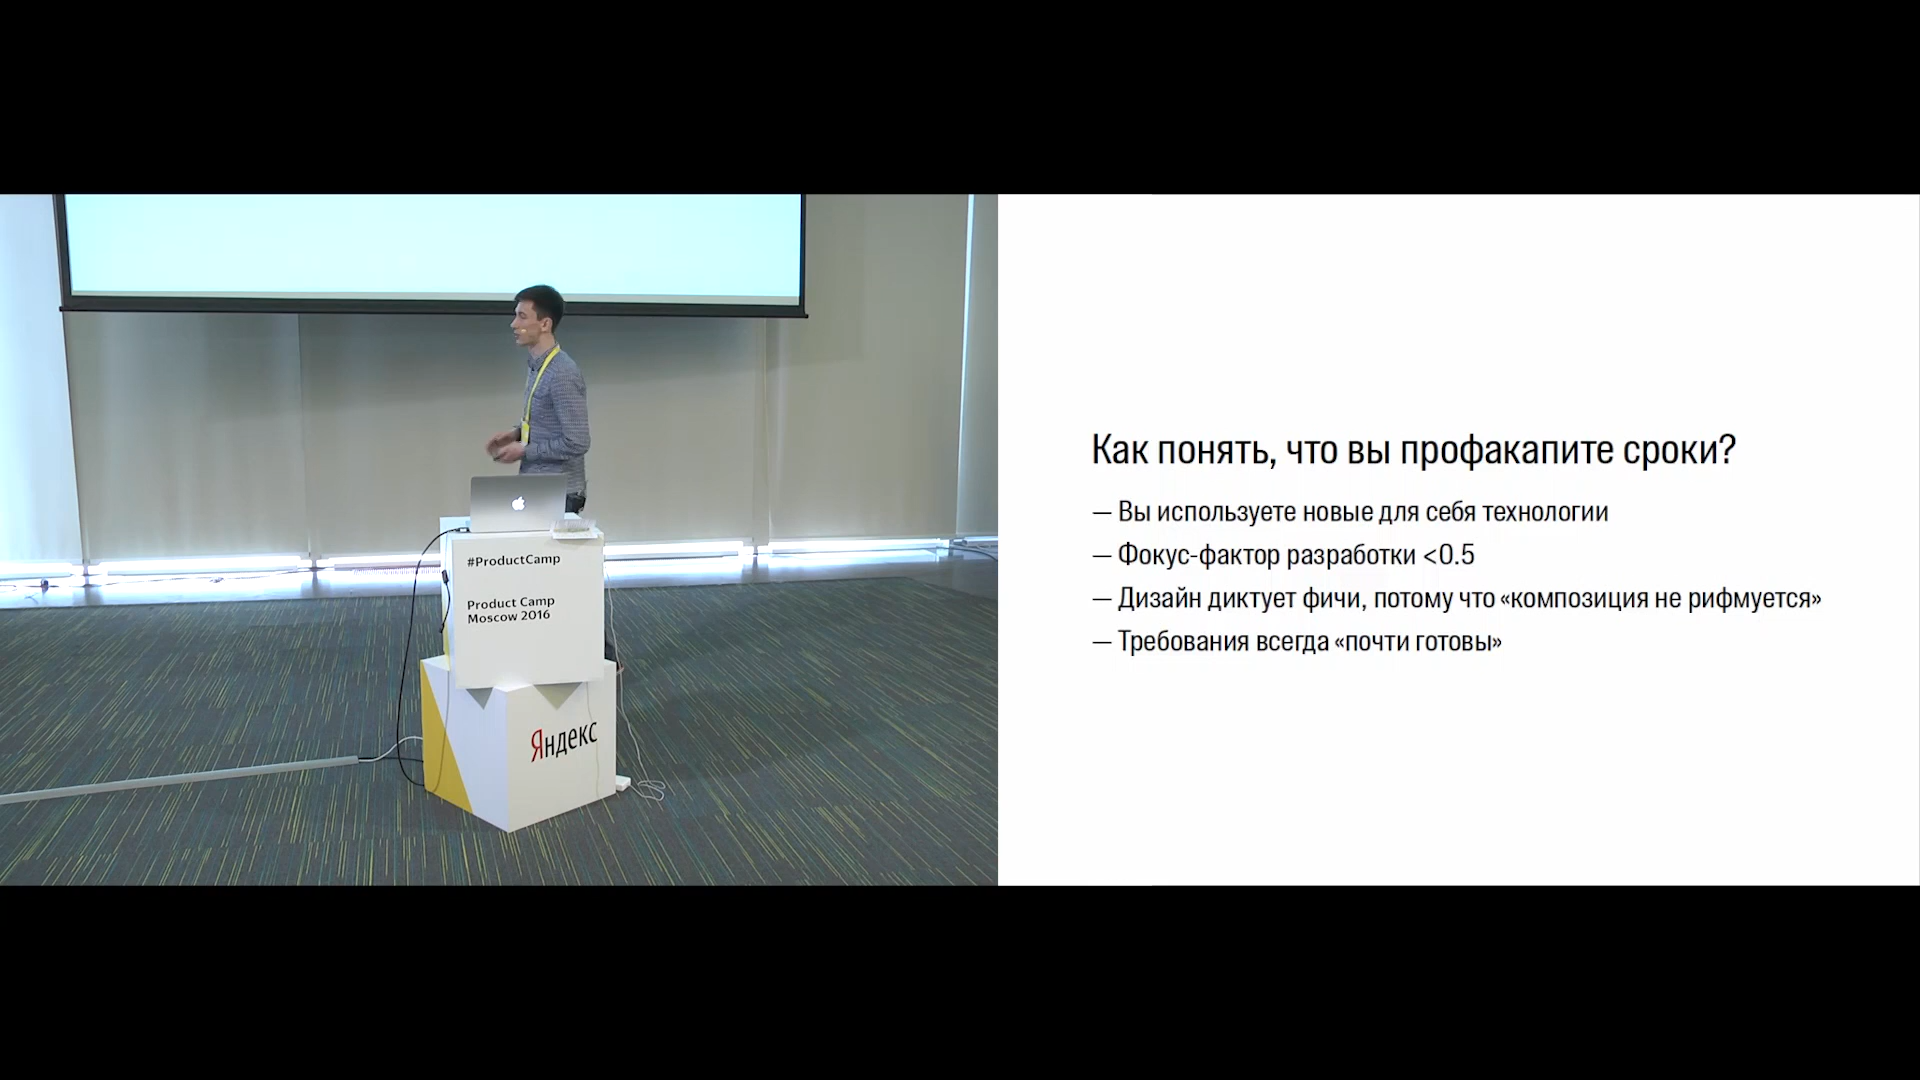 #ProductCamp
Product Camp
Moscow 2016
Яндекс
Как понять, что вы профакапите сроки?
— Вы используете новые для себя технологии
— Фокус-фактор разработки <0.5
— Дизайн диктует фичи, потому что «композиция не рифмуется»
— Требования всегда «почти готовы»